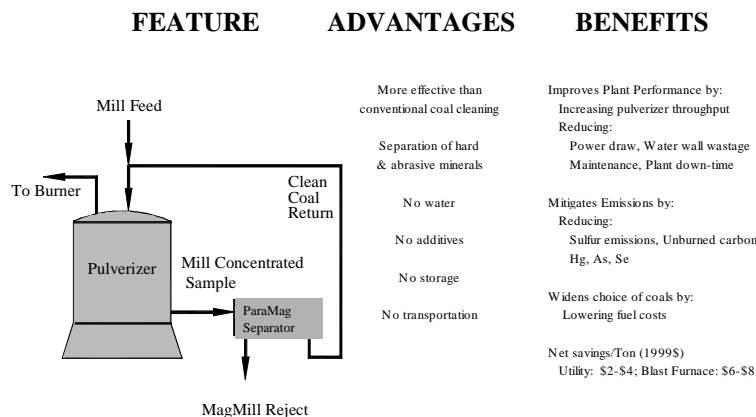 FEATURE
ADVANTAGES
BENEFITS
Mill Feed
To Burner
Clean
Coal
Return
Pulverizer
Mill Concentrated
Sample
ParaMag
Separator
MagMill Reject
More effective than
conventional coal cleaning
Separation of hard
& abrasive minerals
No water
No additives
No storage
No transportation
Improves Plant Performance by:
Increasing pulverizer throughput
Reducing:
Power draw, Water wall wastage
Maintenance, Plant down-time
Mitigates Emissions by:
Reducing:
Sulfur emissions, Unburned carbon
Hg, As, Se
Widens choice of coals by:
Lowering fuel costs
Net savings/Ton (1999$)
Utility: $2-$4; Blast Furnace: $6-$8